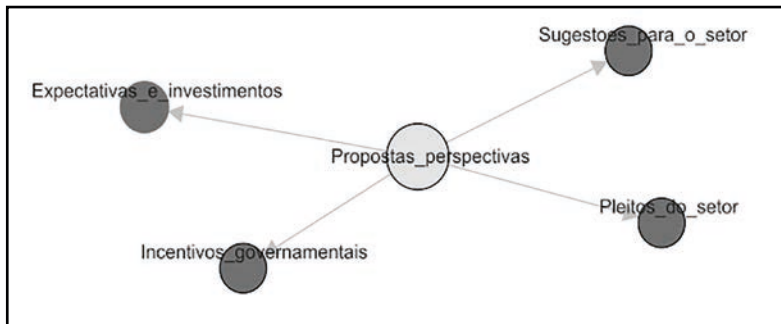 Sugestoes_para_o_setor
Expectativas_e_investimentos
Propostas_perspectivas
Pleitos_do_setor
Incentivos_governamentais